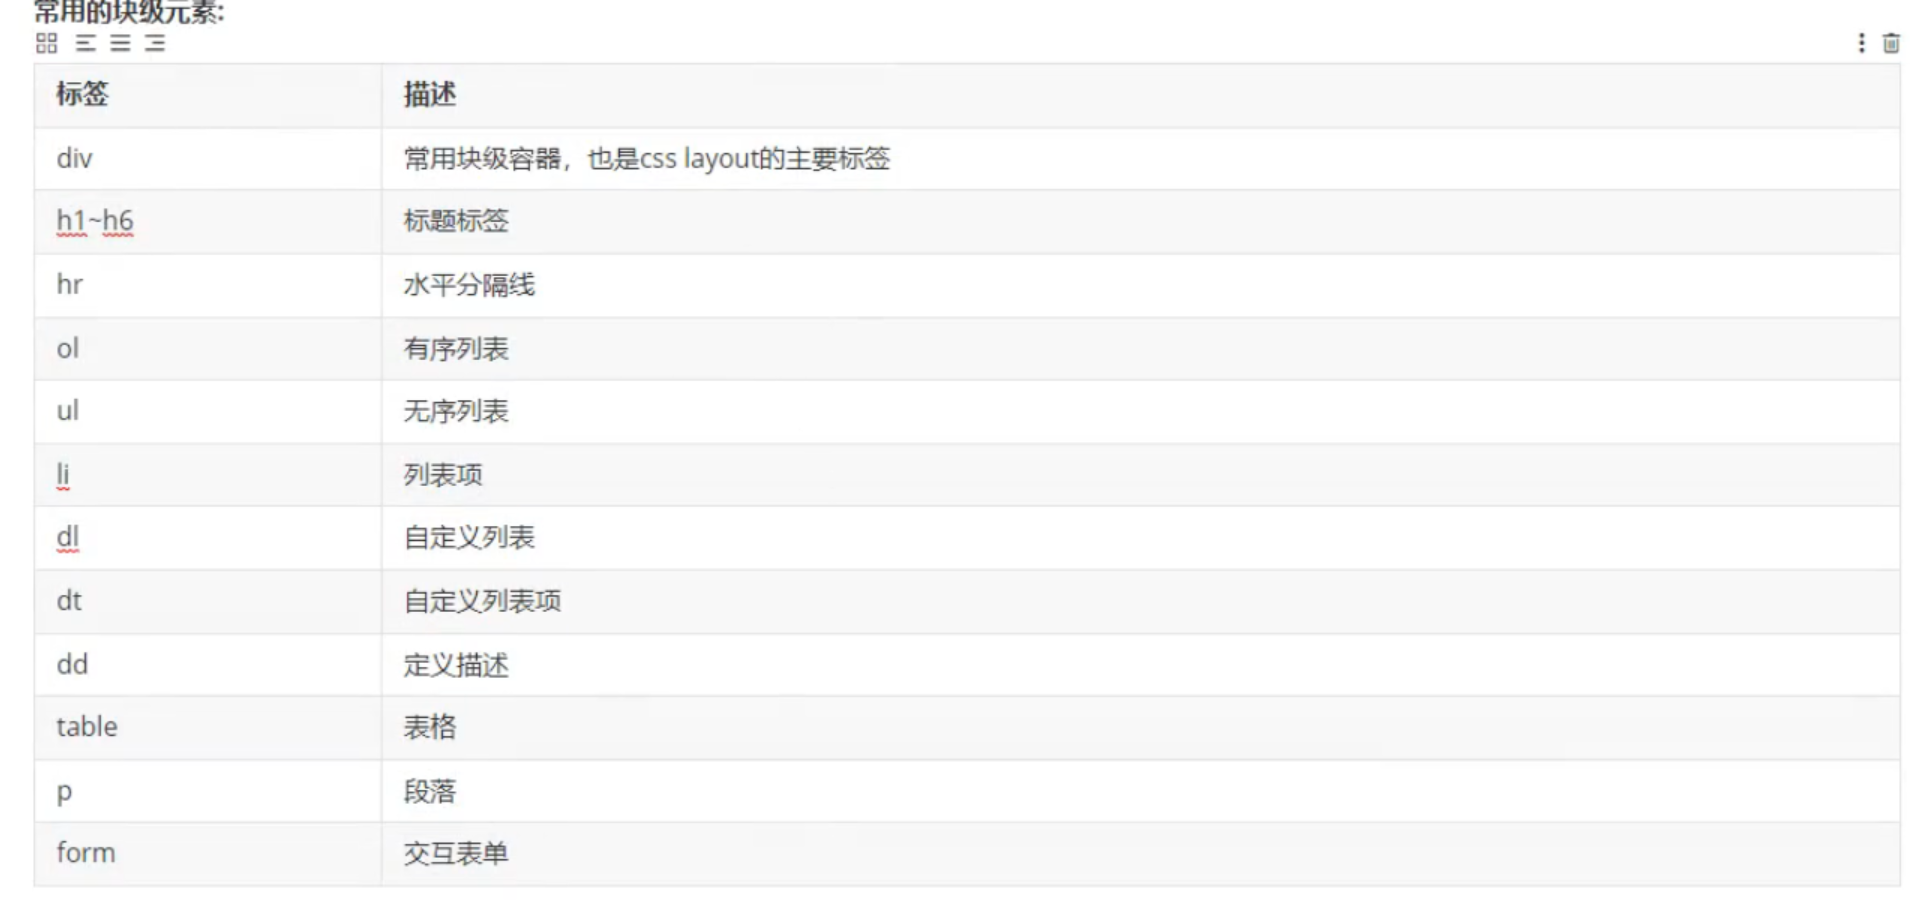 常用的块级元素:
标签 描述
div 常用块级容器，也是css layout的主要标签
h1~h6 标题标签
hr 水平分隔线
ol 有序列表
ul 无序列表
li 列表项
dl 自定义列表
dt 自定义列表项
dd 定义描述
table 表格
p 段落
form 交互表单